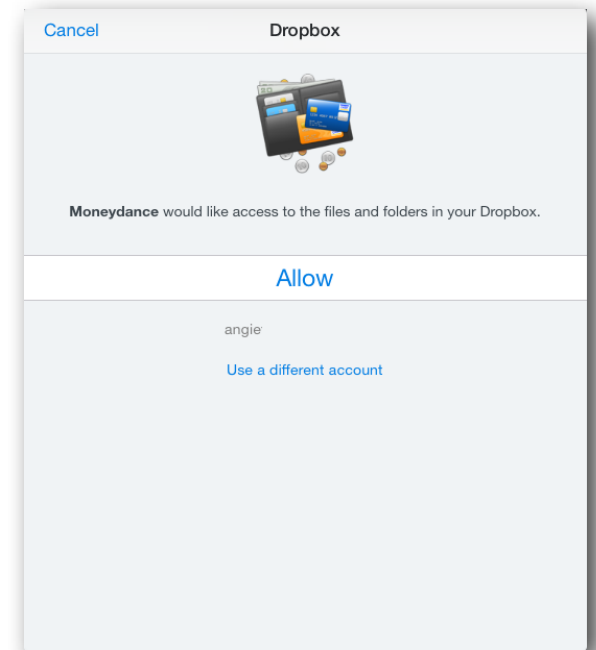 Cancel Dropbox
Moneydance would like access to the files and folders in your Dropbox.
Allow
angie
Use a different account